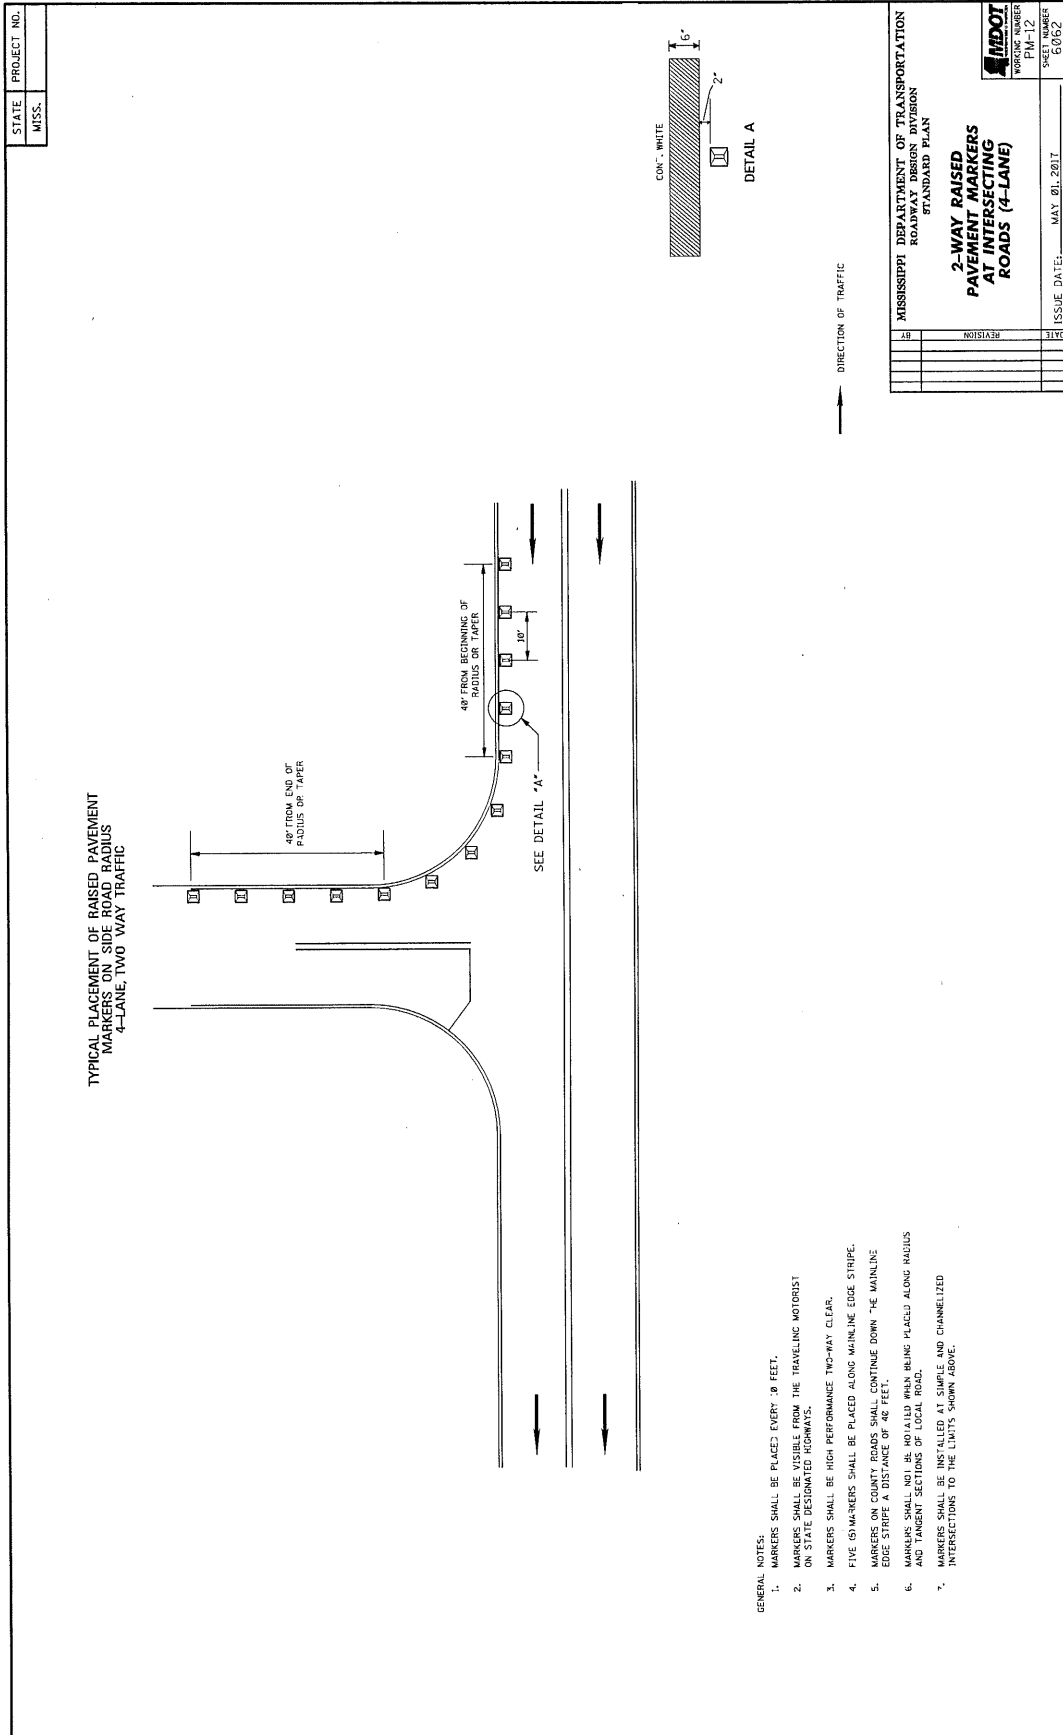 STATE PROJECT NO.
MISS.
TYPICAL PLACEMENT OF RAISED PAVEMENT
MARKERS ON SIDE ROAD RADIUS
4-LANE, TWO WAY TRAFFIC
40' FROM END OF
RADIUS OR TAPER
40' FROM BEGINNING OF
RADIUS OR TAPER
10'
SEE DETAIL "A"
CONT. WHITE
6"
2"
DETAIL A
DIRECTION OF TRAFFIC
GENERAL NOTES:
1. MARKERS SHALL BE PLACED EVERY 10 FEET.
2. MARKERS SHALL BE VISIBLE FROM THE TRAVELING MOTORIST
ON STATE DESIGNATED HIGHWAYS.
3. MARKERS SHALL BE HIGH PERFORMANCE TWO-WAY CLEAR.
4. FIVE (5) MARKERS SHALL BE PLACED ALONG MAINLINE EDGE STRIPE.
5. MARKERS ON COUNTY ROADS SHALL CONTINUE DOWN THE MAINLINE
EDGE STRIPE A DISTANCE OF 40 FEET.
6. MARKERS SHALL NOT BE ROTATED WHEN BEING PLACED ALONG RADIUS
AND TANGENT SECTIONS OF LOCAL ROAD.
7. MARKERS SHALL BE INSTALLED AT SIMPLE AND CHANNELIZED
INTERSECTIONS TO THE LIMITS SHOWN ABOVE.
BY
REVISION
DATE
MISSISSIPPI DEPARTMENT OF TRANSPORTATION
ROADWAY DESIGN DIVISION
STANDARD PLAN
2-WAY RAISED
PAVEMENT MARKERS
AT INTERSECTING
ROADS (4-LANE)
ISSUE DATE: MAY 01, 2017
MDOT
WORKING NUMBER
PM-12
SHEET NUMBER
6062